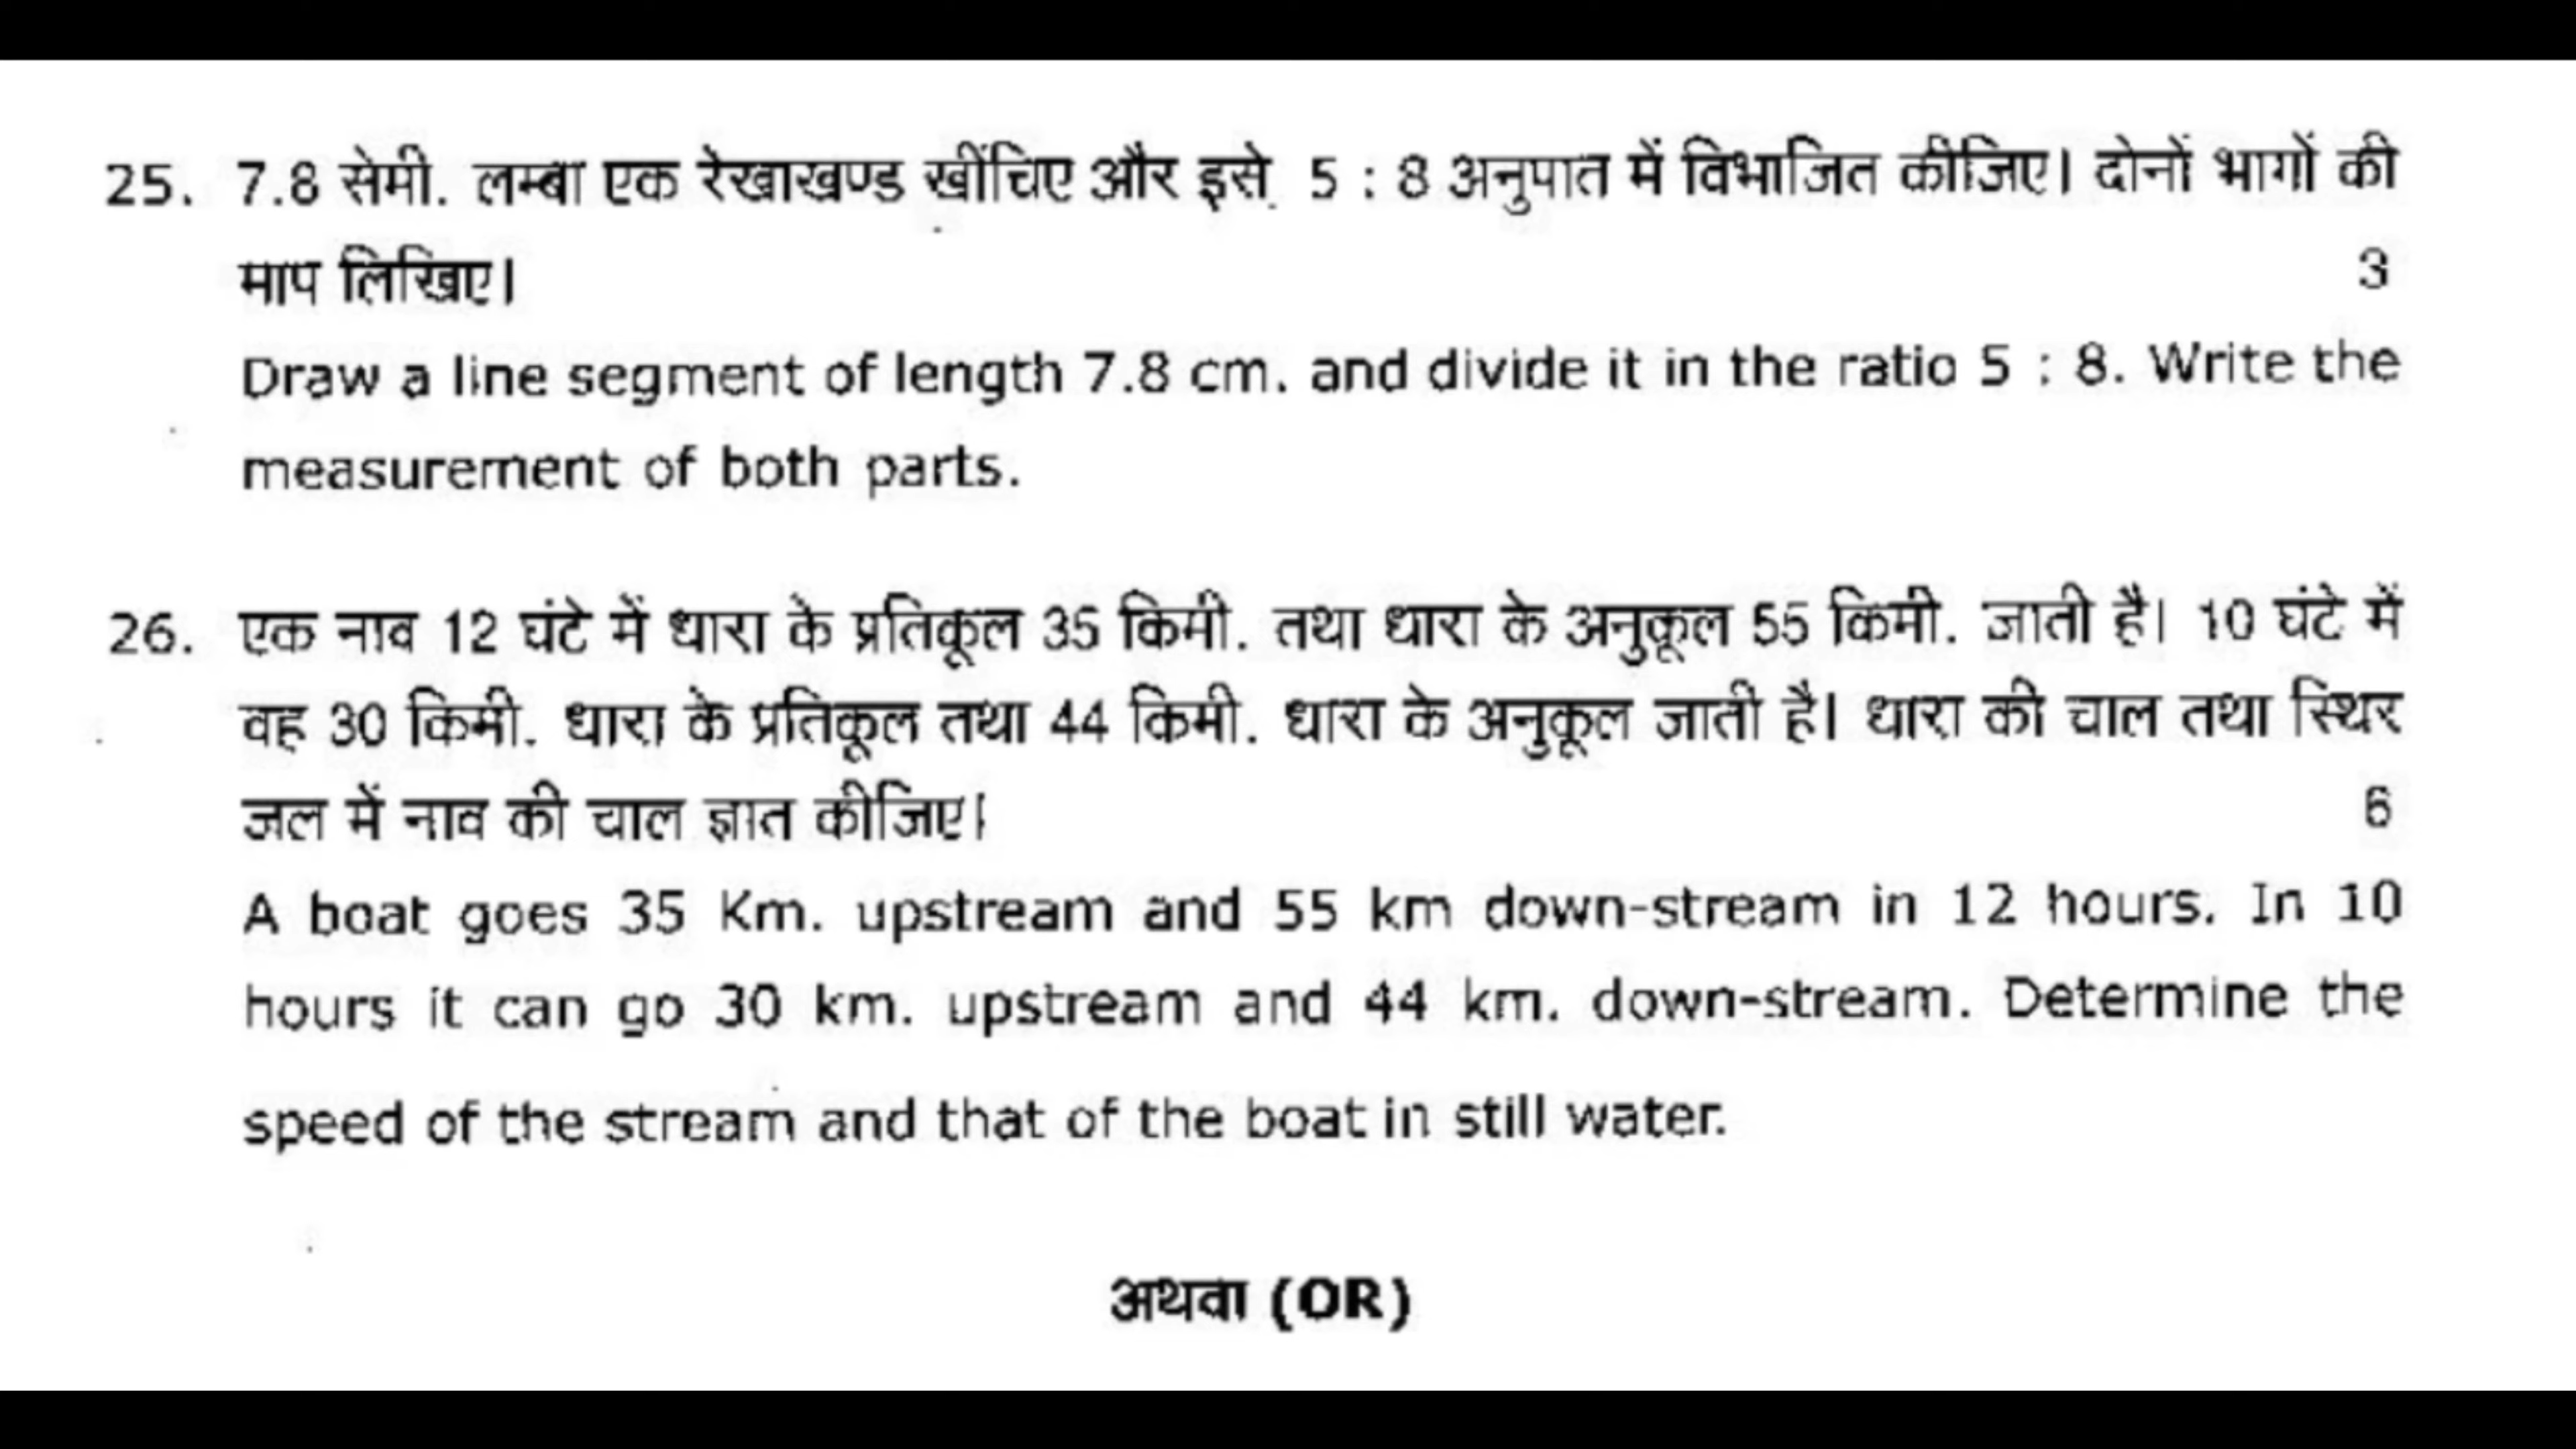 25. 7.8 सेमी. लम्बा एक रेखाखण्ड खींचिए और इसे 5 : 8 अनुपात में विभाजित कीजिए। दोनों भागों की
माप लिखिए। 3
Draw a line segment of length 7.8 cm. and divide it in the ratio 5 : 8. Write the
measurement of both parts.
26. एक नाव 12 घंटे में धारा के प्रतिकूल 35 किमी. तथा धारा के अनुकूल 55 किमी. जाती है। 10 घंटे में
वह 30 किमी. धारा के प्रतिकूल तथा 44 किमी. धारा के अनुकूल जाती है। धारा की चाल तथा स्थिर
जल में नाव की चाल ज्ञात कीजिए। 6
A boat goes 35 Km. upstream and 55 km down-stream in 12 hours. In 10
hours it can go 30 km. upstream and 44 km. down-stream. Determine the
speed of the stream and that of the boat in still water.
अथवा (OR)